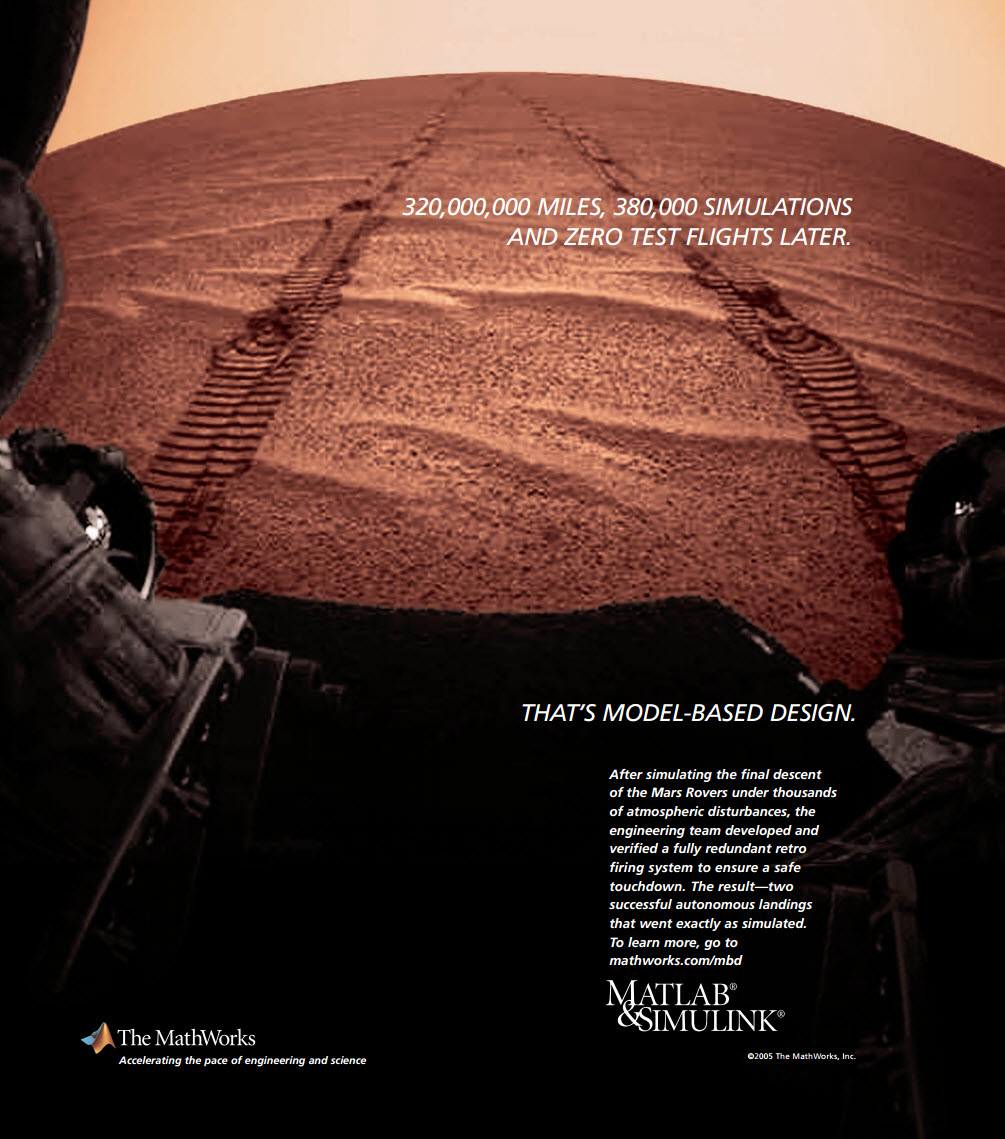 320,000,000 MILES, 380,000 SIMULATIONS
AND ZERO TEST FLIGHTS LATER.
THAT’S MODEL-BASED DESIGN.
After simulating the final descent
of the Mars Rovers under thousands
of atmospheric disturbances, the
engineering team developed and
verified a fully redundant retro
firing system to ensure a safe
touchdown. The result—two
successful autonomous landings
that went exactly as simulated.
To learn more, go to
mathworks.com/mbd
MATLAB®
&SIMULINK®
The MathWorks
Accelerating the pace of engineering and science
©2005 The MathWorks, Inc.